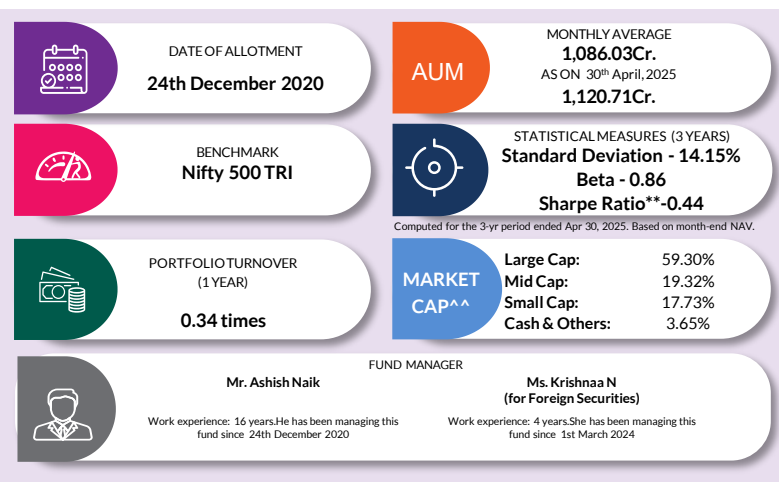 DATE OF ALLOTMENT
24th December 2020
AUM
MONTHLY AVERAGE
1,086.03Cr.
AS ON 30th April,2025
1,120.71Cr.
BENCHMARK
Nifty 500 TRI
STATISTICAL MEASURES (3 YEARS)
Standard Deviation - 14.15%
Beta - 0.86
Sharpe Ratio**-0.44
Computed for the 3-yr period ended Apr 30, 2025. Based on month-end NAV.
PORTFOLIO TURNOVER
(1 YEAR)
0.34 times
MARKET
CAP^^
Large Cap: 59.30%
Mid Cap: 19.32%
Small Cap: 17.73%
Cash & Others: 3.65%
FUND MANAGER
Mr. Ashish Naik
Work experience: 16 years.He has been managing this
fund since 24th December 2020
Ms. Krishnaa N
(for Foreign Securities)
Work experience: 4 years.She has been managing this
fund since 1st March 2024